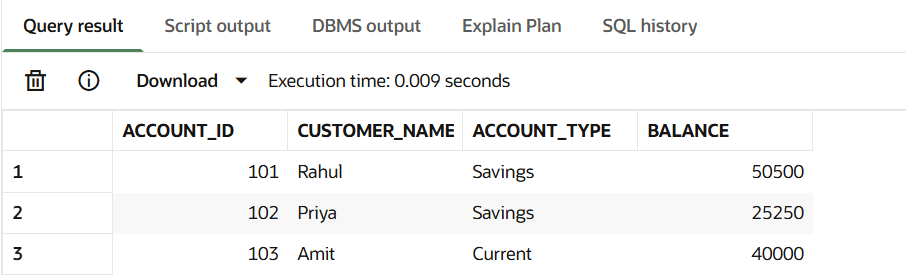 Query result Script output DBMS output Explain Plan SQL history
Download Execution time: 0.009 seconds
ACCOUNT_ID CUSTOMER_NAME ACCOUNT_TYPE BALANCE
1 101 Rahul Savings 50500
2 102 Priya Savings 25250
3 103 Amit Current 40000